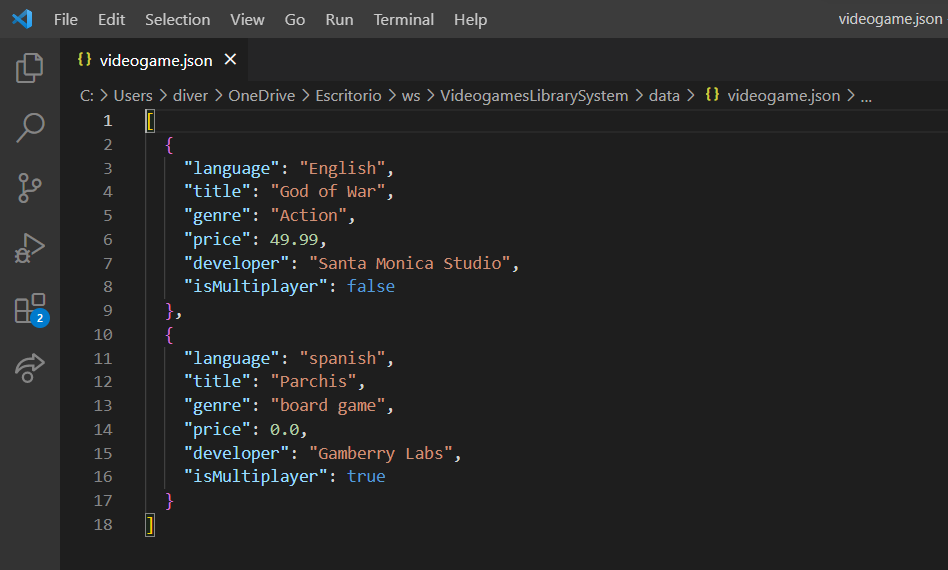 File Edit Selection View Go Run Terminal Help videogame.json
{} videogame.json ×
C: > Users > diver > OneDrive > Escritorio > ws > VideogamesLibrarySystem > data > {} videogame.json > ...
1 [
2 {
3 "language": "English",
4 "title": "God of War",
5 "genre": "Action",
6 "price": 49.99,
7 "developer": "Santa Monica Studio",
8 "isMultiplayer": false
9 },
10 {
11 "language": "spanish",
12 "title": "Parchis",
13 "genre": "board game",
14 "price": 0.0,
15 "developer": "Gamberry Labs",
16 "isMultiplayer": true
17 }
18 ]
2